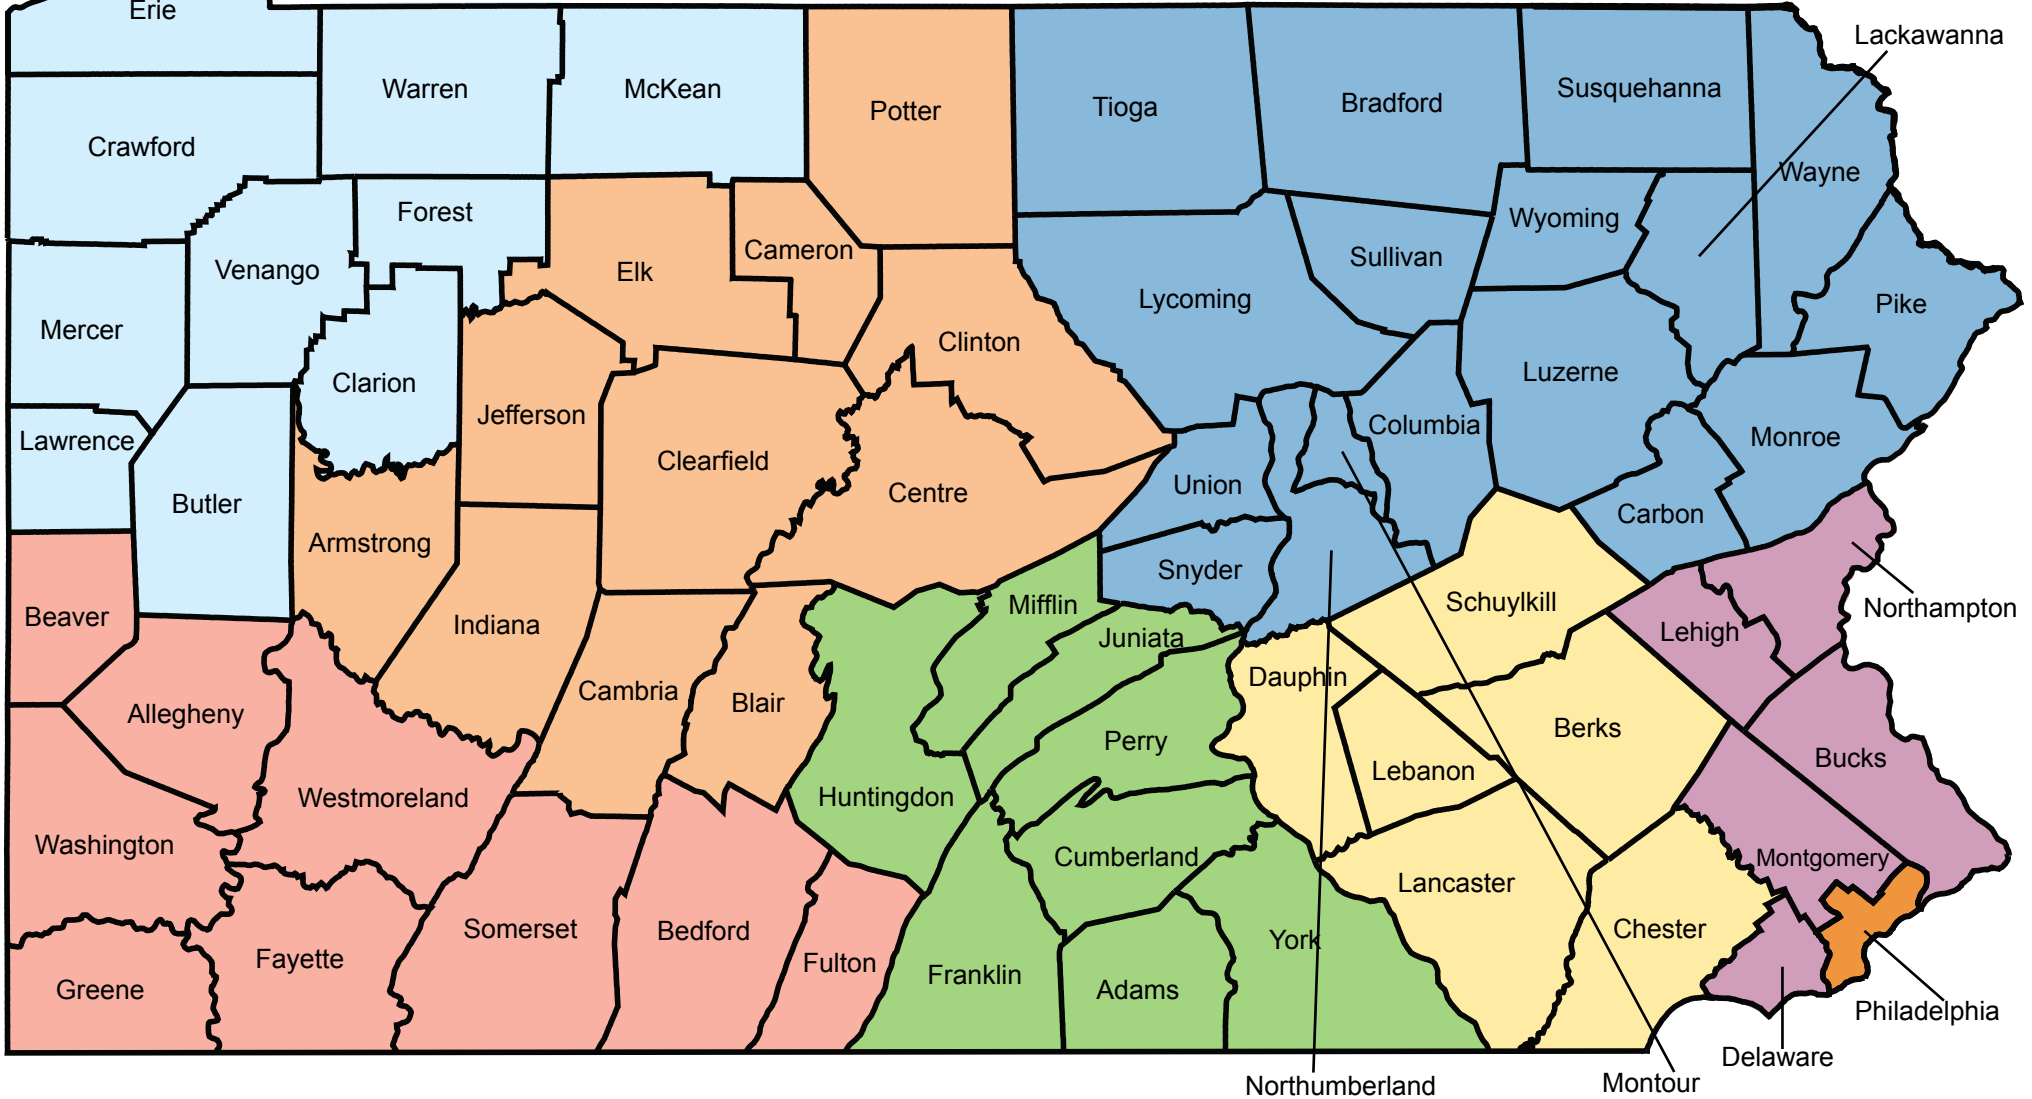 Erie
Lackawanna
Warren
McKean
Susquehanna
Potter
Tioga
Bradford
Crawford
Wayne
Forest
Wyoming
Cameron
Sullivan
Venango
Elk
Lycoming
Pike
Mercer
Clinton
Luzerne
Clarion
Jefferson
Columbia
Monroe
Lawrence
Clearfield
Centre
Union
Butler
Carbon
Armstrong
Snyder
Schuylkill
Mifflin
Northampton
Beaver
Indiana
Juniata
Lehigh
Dauphin
Cambria
Blair
Allegheny
Berks
Perry
Bucks
Lebanon
Westmoreland
Huntingdon
Washington
Cumberland
Montgomery
Lancaster
Somerset
Bedford
Chester
York
Fayette
Fulton
Franklin
Greene
Adams
Philadelphia
Delaware
Northumberland
Montour